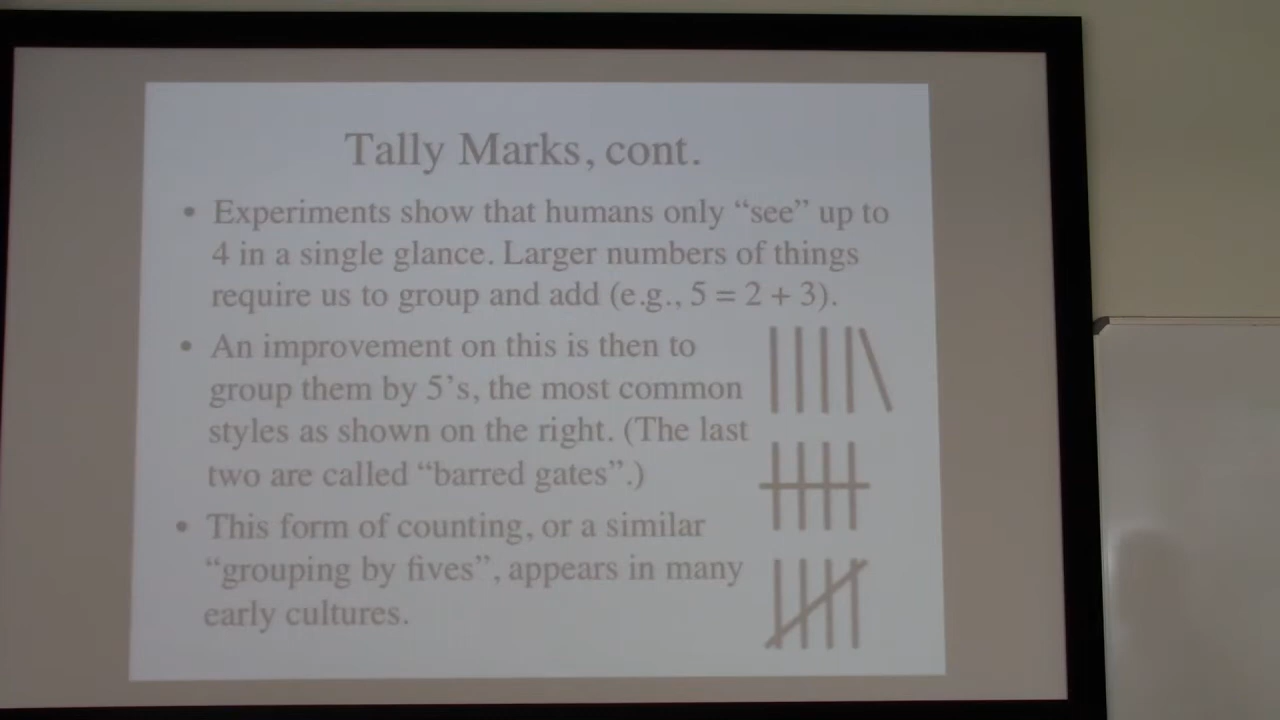 Tally Marks, cont.
• Experiments show that humans only “see” up to
4 in a single glance. Larger numbers of things
require us to group and add (e.g., 5 = 2 + 3).
• An improvement on this is then to
group them by 5’s, the most common
styles as shown on the right. (The last
two are called “barred gates”.)
• This form of counting, or a similar
“grouping by fives”, appears in many
early cultures.